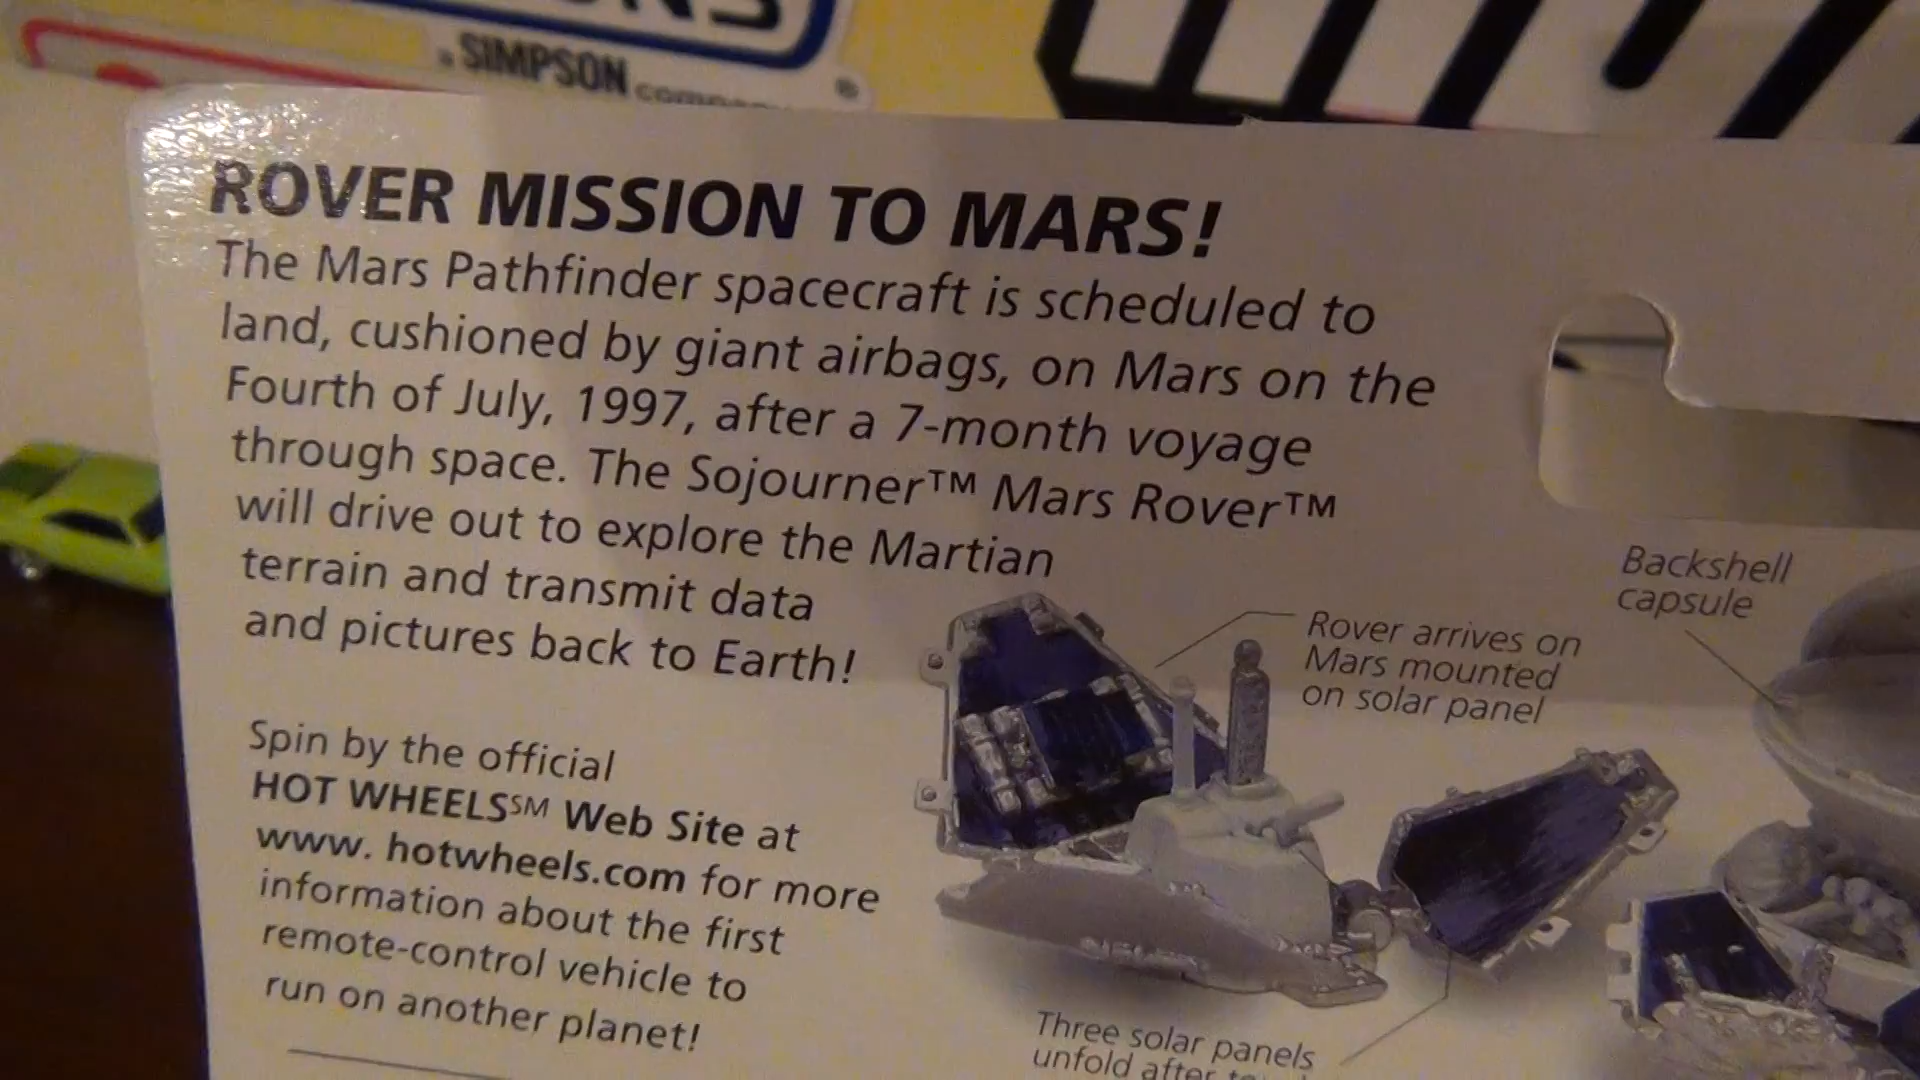 SIMPSON
ROVER MISSION TO MARS!
The Mars Pathfinder spacecraft is scheduled to
land, cushioned by giant airbags, on Mars on the
Fourth of July, 1997, after a 7-month voyage
through space. The Sojourner™ Mars Rover™
will drive out to explore the Martian
terrain and transmit data
and pictures back to Earth!
Spin by the official
HOT WHEELS℠ Web Site at
www. hotwheels.com for more
information about the first
remote-control vehicle to
run on another planet!
Rover arrives on
Mars mounted
on solar panel
Backshell
capsule
Three solar panels
unfold after